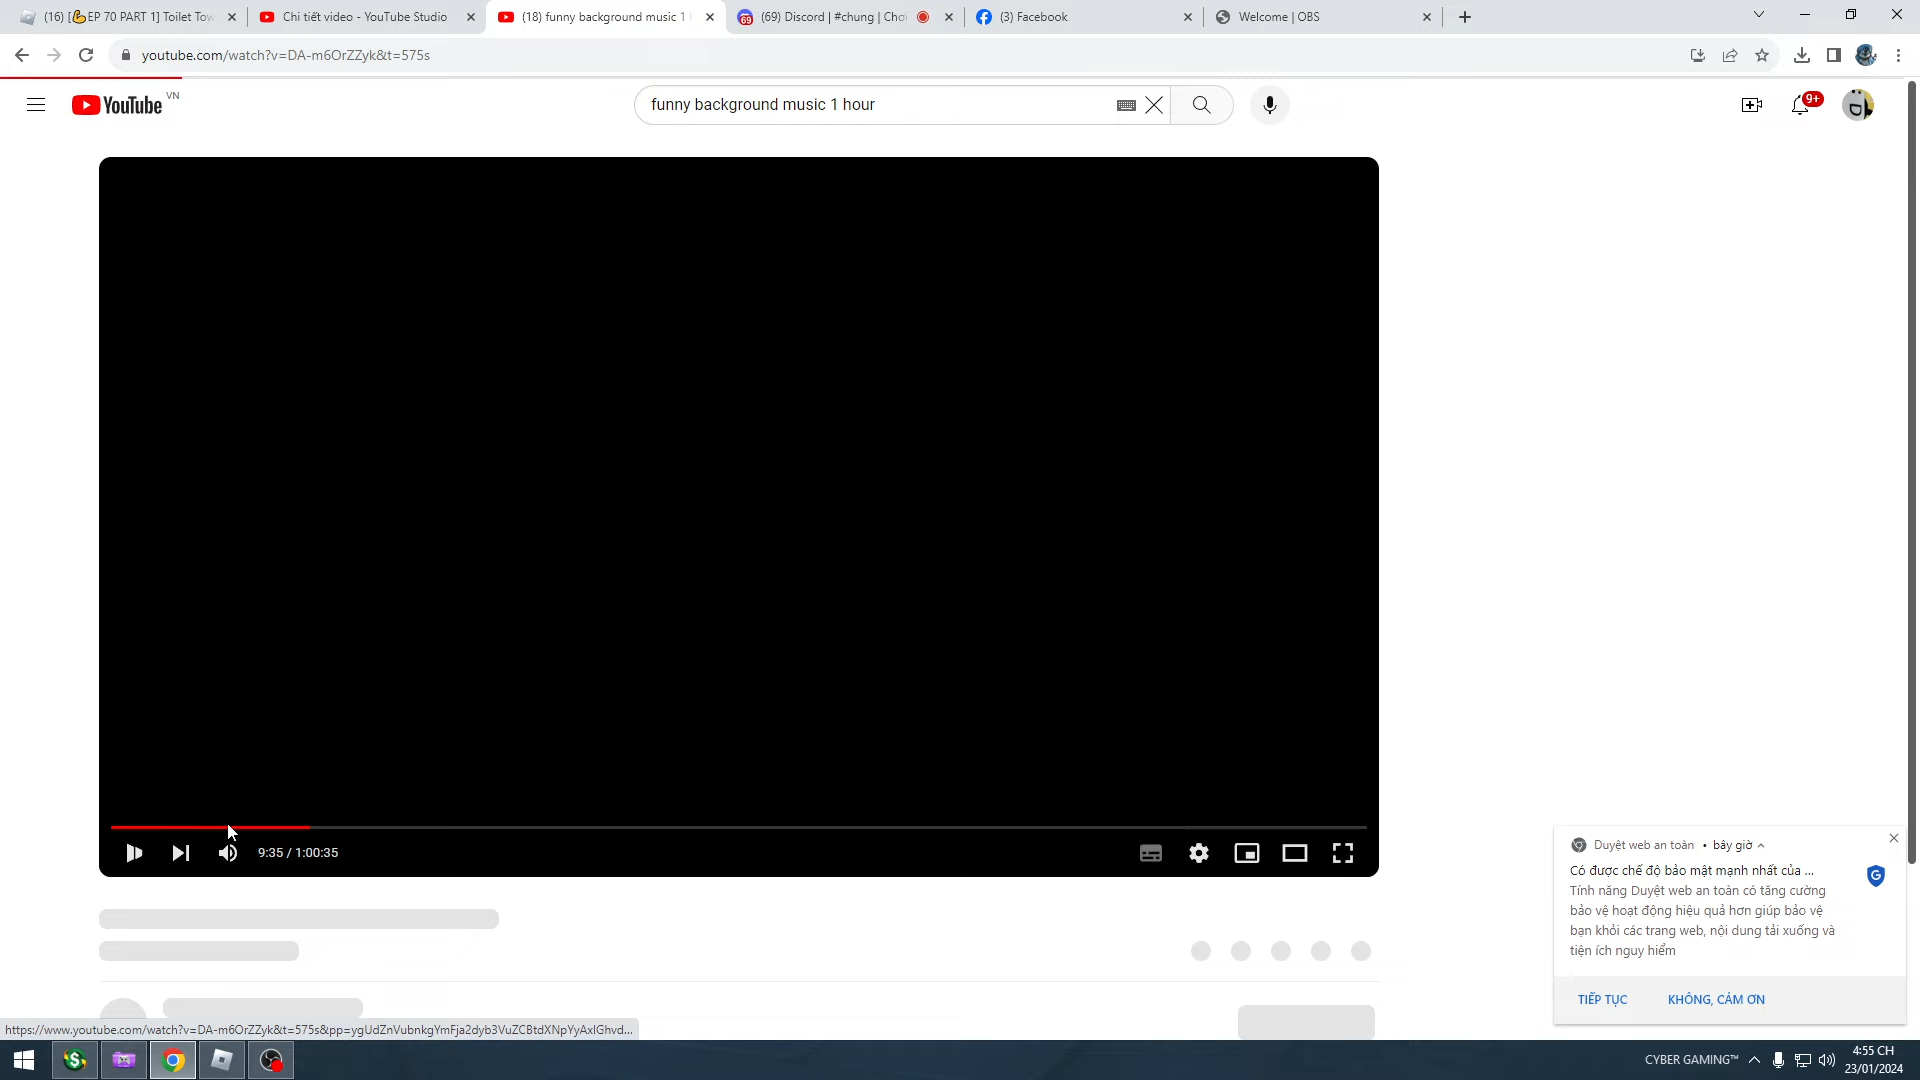 (16) [💪EP 70 PART 1] Toilet Tow
Chi tiết video - YouTube Studio
(18) funny background music 1
(69) Discord | #chung | Chơi
(3) Facebook
Welcome | OBS
youtube.com/watch?v=DA-m6OrZZyk&t=575s
YouTube VN
funny background music 1 hour
9+
9:35 / 1:00:35
Duyệt web an toàn • bây giờ
Có được chế độ bảo mật mạnh nhất của ...
Tính năng Duyệt web an toàn có tăng cường
bảo vệ hoạt động hiệu quả hơn giúp bảo vệ
bạn khỏi các trang web, nội dung tải xuống và
tiện ích nguy hiểm
TIẾP TỤC
KHÔNG, CẢM ƠN
https://www.youtube.com/watch?v=DA-m6OrZZyk&t=575s&pp=ygUdZnVubnkgYmFja2dyb3VuZCBtdXNpYyAxIGhvd...
CYBER GAMING™
4:55 CH
23/01/2024